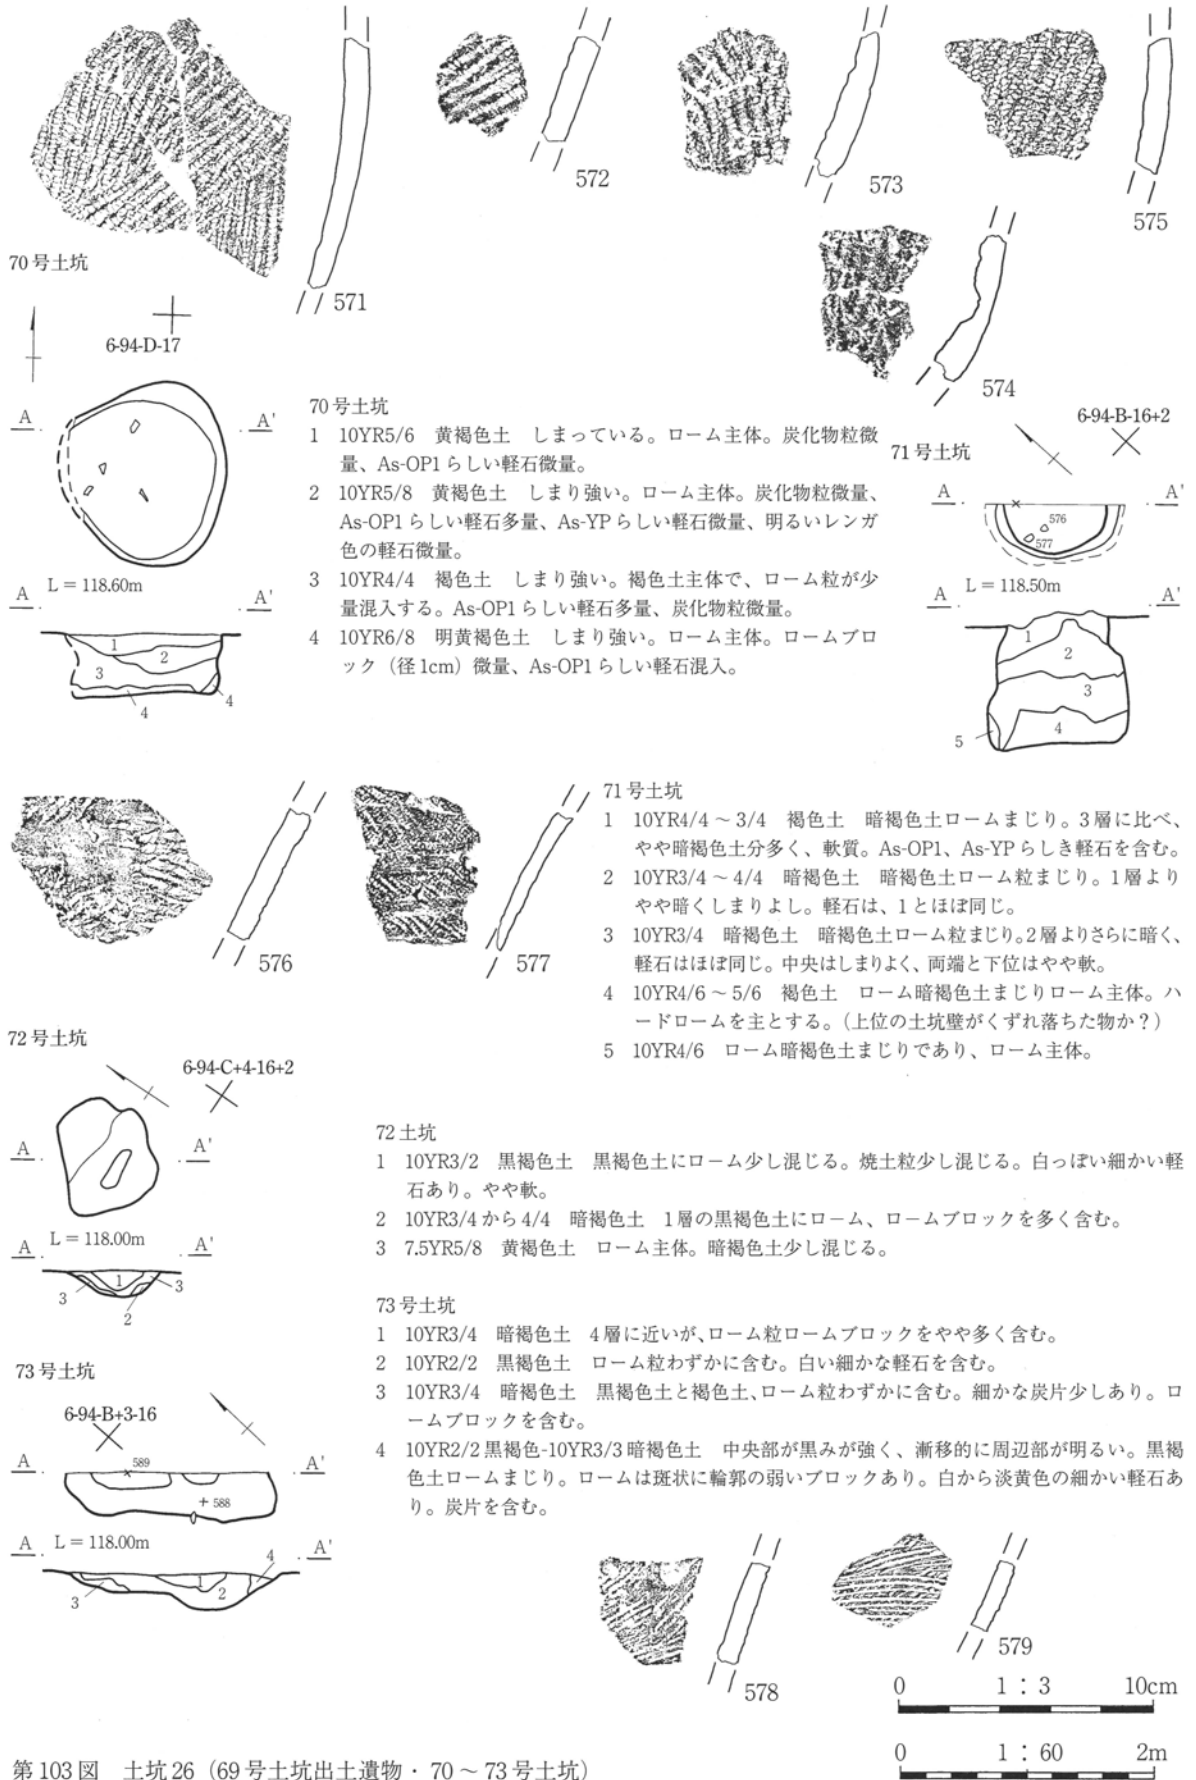 571
572
573
575
574
70号土坑
6-94-D-17
A
A'
L＝118.60m
A
A'
1
2
3
4
4
70号土坑
1　10YR5/6　黄褐色土　しまっている。ローム主体。炭化物粒微
量、As-OP1らしい軽石微量。
2　10YR5/8　黄褐色土　しまり強い。ローム主体。炭化物粒微量、
As-OP1らしい軽石多量、As-YPらしい軽石微量、明るいレンガ
色の軽石微量。
3　10YR4/4　褐色土　しまり強い。褐色土主体で、ローム粒が少
量混入する。As-OP1らしい軽石多量、炭化物粒微量。
4　10YR6/8　明黄褐色土　しまり強い。ローム主体。ロームブロ
ック（径1cm）微量、As-OP1らしい軽石混入。
6-94-B-16+2
71号土坑
A
A'
576
577
L＝118.50m
A
A'
1
2
3
4
5
576
577
71号土坑
1　10YR4/4～3/4　褐色土　暗褐色土ロームまじり。3層に比べ、
やや暗褐色土分多く、軟質。As-OP1、As-YPらしき軽石を含む。
2　10YR3/4～4/4　暗褐色土　暗褐色土ローム粒まじり。1層より
やや暗くしまりよし。軽石は、1とほぼ同じ。
3　10YR3/4　暗褐色土　暗褐色土ローム粒まじり。2層よりさらに暗く、
軽石はほぼ同じ。中央はしまりよく、両端と下位はやや軟。
4　10YR4/6～5/6　褐色土　ローム暗褐色土まじりローム主体。ハ
ードロームを主とする。（上位の土坑壁がくずれ落ちた物か？）
5　10YR4/6　ローム暗褐色土まじりであり、ローム主体。
72号土坑
6-94-C+4-16+2
A
A'
L＝118.00m
A
A'
1
3
3
2
72土坑
1　10YR3/2　黒褐色土　黒褐色土にローム少し混じる。焼土粒少し混じる。白っぽい細かい軽
石あり。やや軟。
2　10YR3/4から4/4　暗褐色土　1層の黒褐色土にローム、ロームブロックを多く含む。
3　7.5YR5/8　黄褐色土　ローム主体。暗褐色土少し混じる。
73号土坑
1　10YR3/4　暗褐色土　4層に近いが、ローム粒ロームブロックをやや多く含む。
2　10YR2/2　黒褐色土　ローム粒わずかに含む。白い細かな軽石を含む。
3　10YR3/4　暗褐色土　黒褐色土と褐色土、ローム粒わずかに含む。細かな炭片少しあり。ロ
ームブロックを含む。
4　10YR2/2黒褐色-10YR3/3暗褐色土　中央部が黒みが強く、漸移的に周辺部が明るい。黒褐
色土ロームまじり。ロームは斑状に輪郭の弱いブロックあり。白から淡黄色の細かい軽石あ
り。炭片を含む。
73号土坑
6-94-B+3-16
A
A'
589
588
L＝118.00m
A
A'
1
2
3
4
578
579
0　1：3　10cm
0　1：60　2m
第103図　土坑26（69号土坑出土遺物・70～73号土坑）